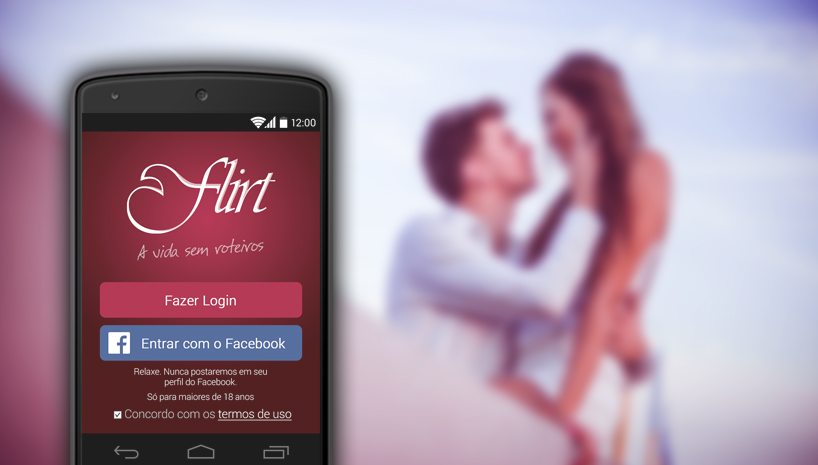 12:00
flirt
A vida sem roteiros
Fazer Login
Entrar com o Facebook
Relaxe. Nunca postaremos em seu
perfil do Facebook.
Só para maiores de 18 anos
Concordo com os termos de uso